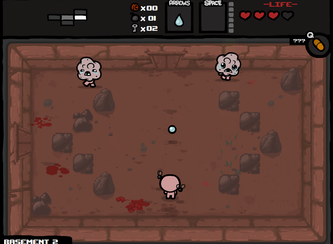 x00
x01
x02
ARROWS
SPACE
-LIFE-
Q
???
BASEMENT 2